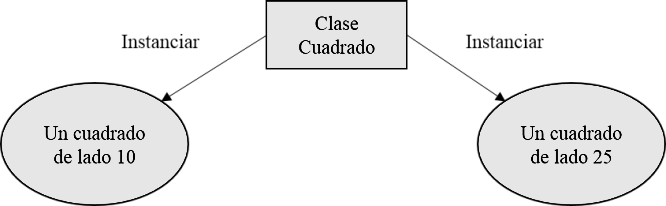 Clase
Cuadrado
Instanciar
Instanciar
Un cuadrado
de lado 10
Un cuadrado
de lado 25